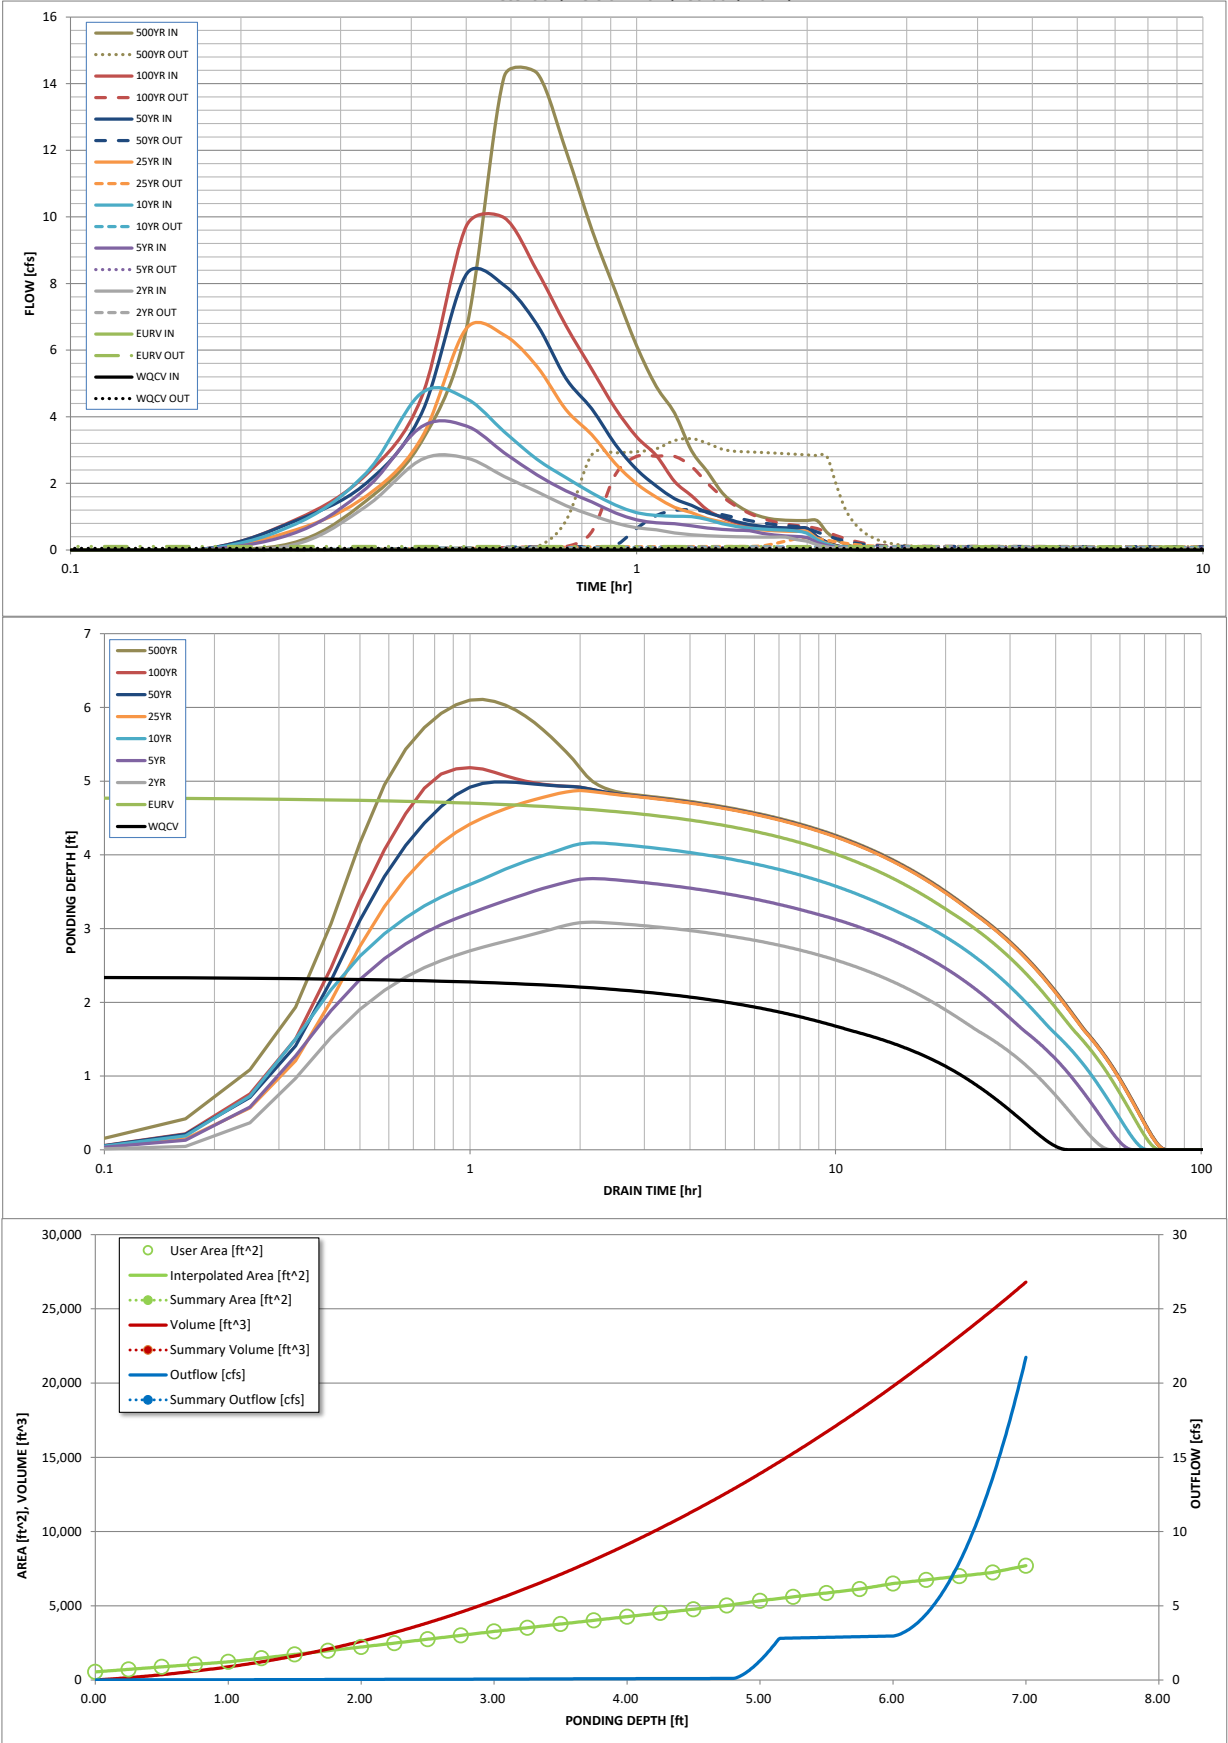 16
14
12
10
8
6
4
2
0
FLOW [cfs]
500YR IN
500YR OUT
100YR IN
100YR OUT
50YR IN
50YR OUT
25YR IN
25YR OUT
10YR IN
10YR OUT
5YR IN
5YR OUT
2YR IN
2YR OUT
EURV IN
EURV OUT
WQCV IN
WQCV OUT
0.1 1 10
TIME [hr]
7
6
5
4
3
2
1
0
PONDING DEPTH [ft]
500YR
100YR
50YR
25YR
10YR
5YR
2YR
EURV
WQCV
0.1 1 10 100
DRAIN TIME [hr]
30,000
25,000
20,000
15,000
10,000
5,000
0
AREA [ft^2], VOLUME [ft^3]
User Area [ft^2]
Interpolated Area [ft^2]
Summary Area [ft^2]
Volume [ft^3]
Summary Volume [ft^3]
Outflow [cfs]
Summary Outflow [cfs]
30
25
20
15
10
5
0
OUTFLOW [cfs]
0.00 1.00 2.00 3.00 4.00 5.00 6.00 7.00 8.00
PONDING DEPTH [ft]